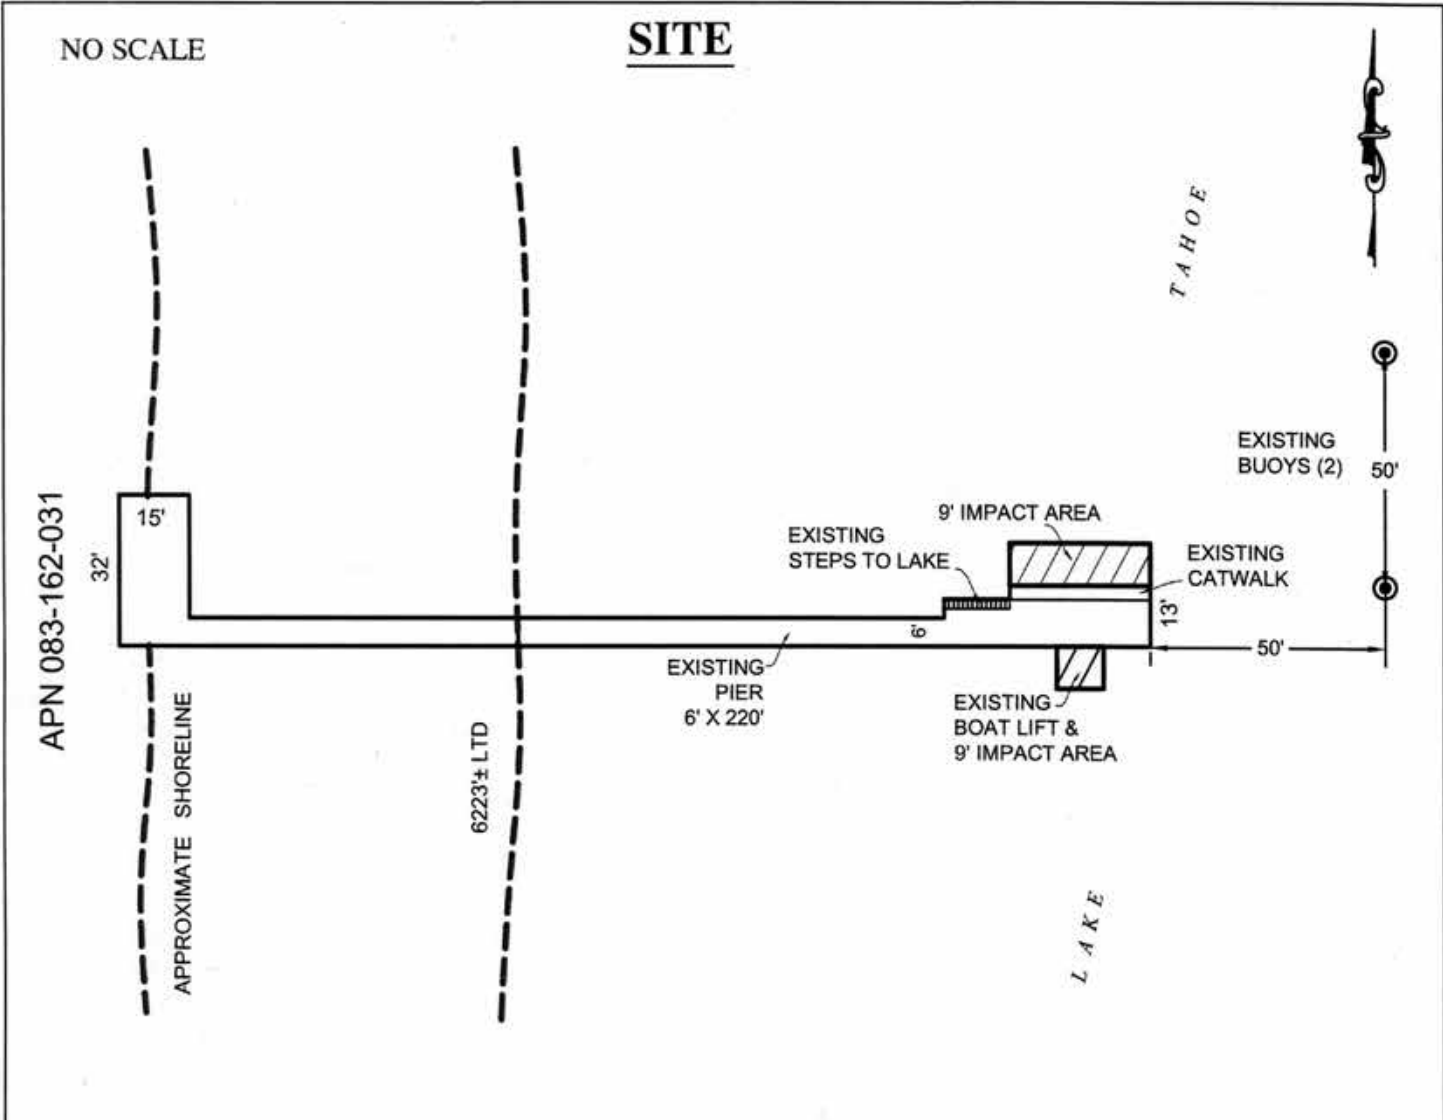 NO SCALE
SITE
TAHOE
EXISTING
BUOYS (2)
50'
APN 083-162-031
32'
15'
9' IMPACT AREA
EXISTING
STEPS TO LAKE
EXISTING
CATWALK
13'
6'
50'
EXISTING
PIER
6' X 220'
EXISTING
BOAT LIFT &
9' IMPACT AREA
APPROXIMATE SHORELINE
6223'± LTD
LAKE